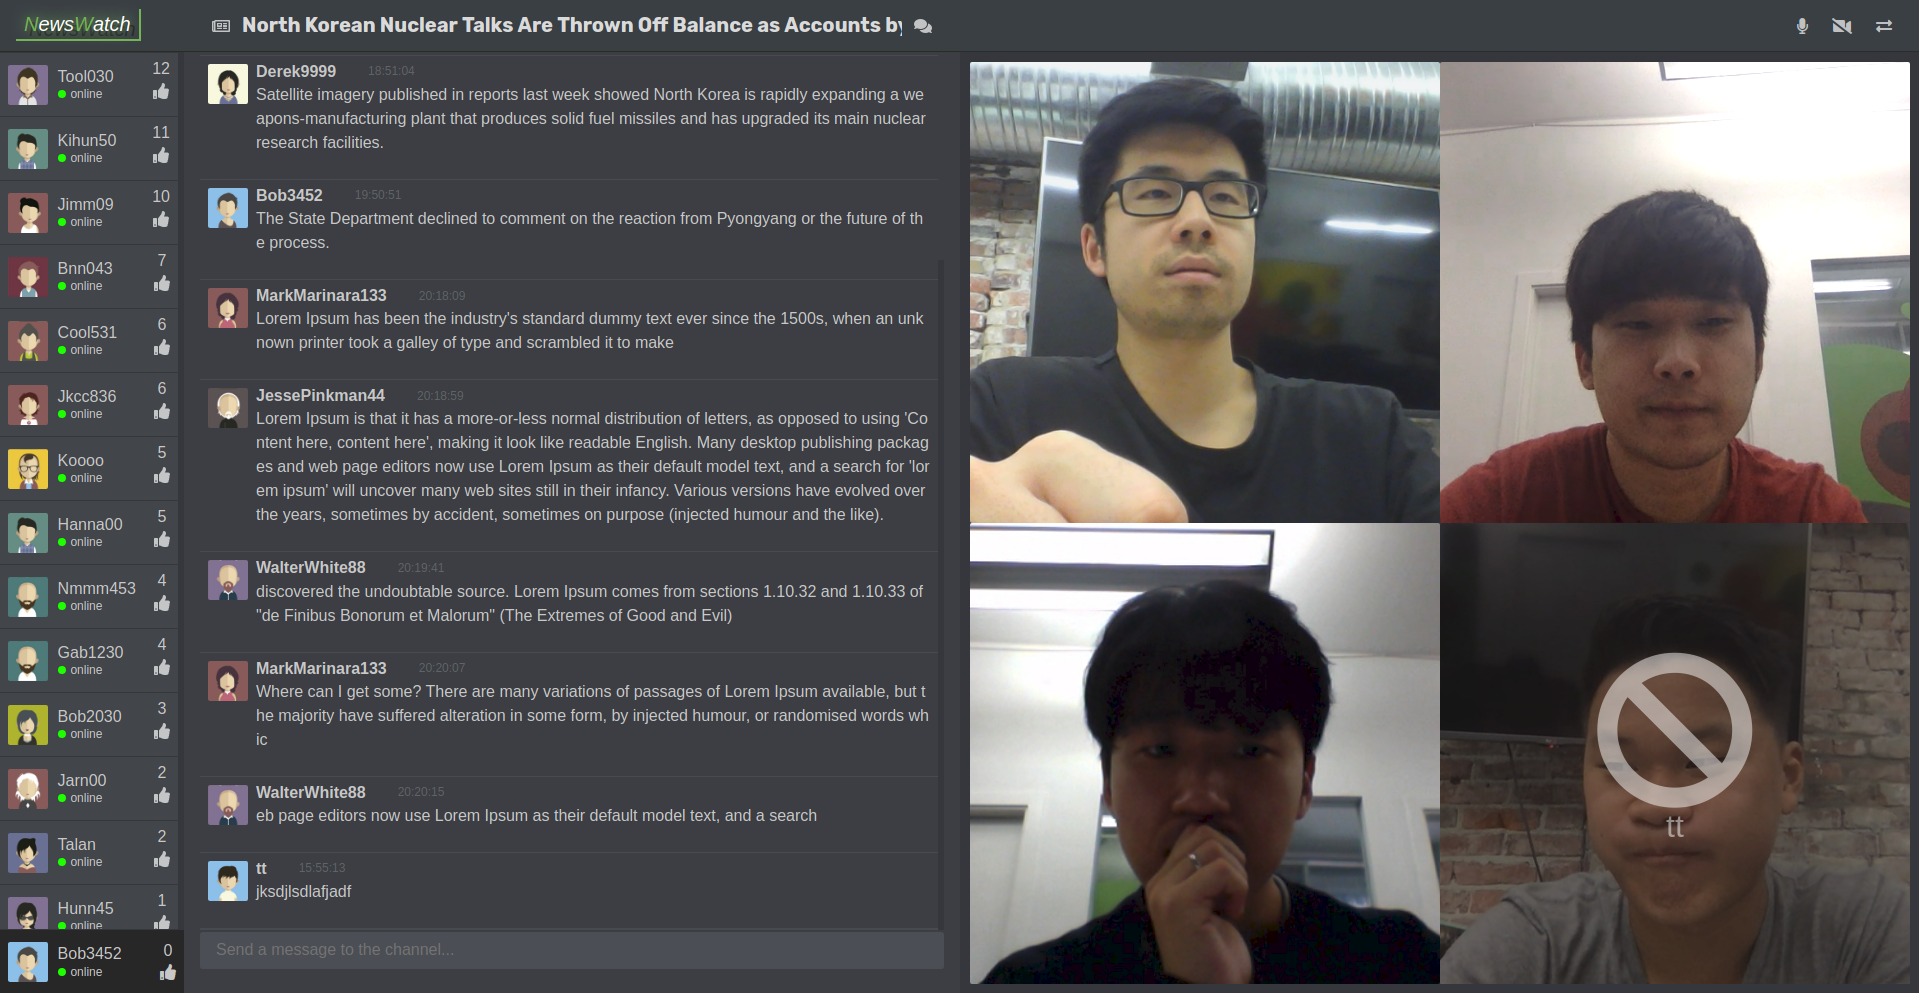 NewsWatch
North Korean Nuclear Talks Are Thrown Off Balance as Accounts by
Tool030
online
12
Kihun50
online
11
Jimm09
online
10
Bnn043
online
7
Cool531
online
6
Jkcc836
online
6
Koooo
online
5
Hanna00
online
5
Nmmm453
online
4
Gab1230
online
4
Bob2030
online
3
Jarn00
online
2
Talan
online
2
Hunn45
online
1
Bob3452
online
0
Derek9999 18:51:04
Satellite imagery published in reports last week showed North Korea is rapidly expanding a we
apons-manufacturing plant that produces solid fuel missiles and has upgraded its main nuclear
research facilities.
Bob3452 19:50:51
The State Department declined to comment on the reaction from Pyongyang or the future of th
e process.
MarkMarinara133 20:18:09
Lorem Ipsum has been the industry's standard dummy text ever since the 1500s, when an unk
nown printer took a galley of type and scrambled it to make
JessePinkman44 20:18:59
Lorem Ipsum is that it has a more-or-less normal distribution of letters, as opposed to using 'Co
ntent here, content here', making it look like readable English. Many desktop publishing packag
es and web page editors now use Lorem Ipsum as their default model text, and a search for 'lor
em ipsum' will uncover many web sites still in their infancy. Various versions have evolved over
the years, sometimes by accident, sometimes on purpose (injected humour and the like).
WalterWhite88 20:19:41
discovered the undoubtable source. Lorem Ipsum comes from sections 1.10.32 and 1.10.33 of
"de Finibus Bonorum et Malorum" (The Extremes of Good and Evil)
MarkMarinara133 20:20:07
Where can I get some? There are many variations of passages of Lorem Ipsum available, but t
he majority have suffered alteration in some form, by injected humour, or randomised words wh
ic
WalterWhite88 20:20:15
eb page editors now use Lorem Ipsum as their default model text, and a search
tt 15:55:13
jksdjlsdlafjadf
Send a message to the channel...
tt